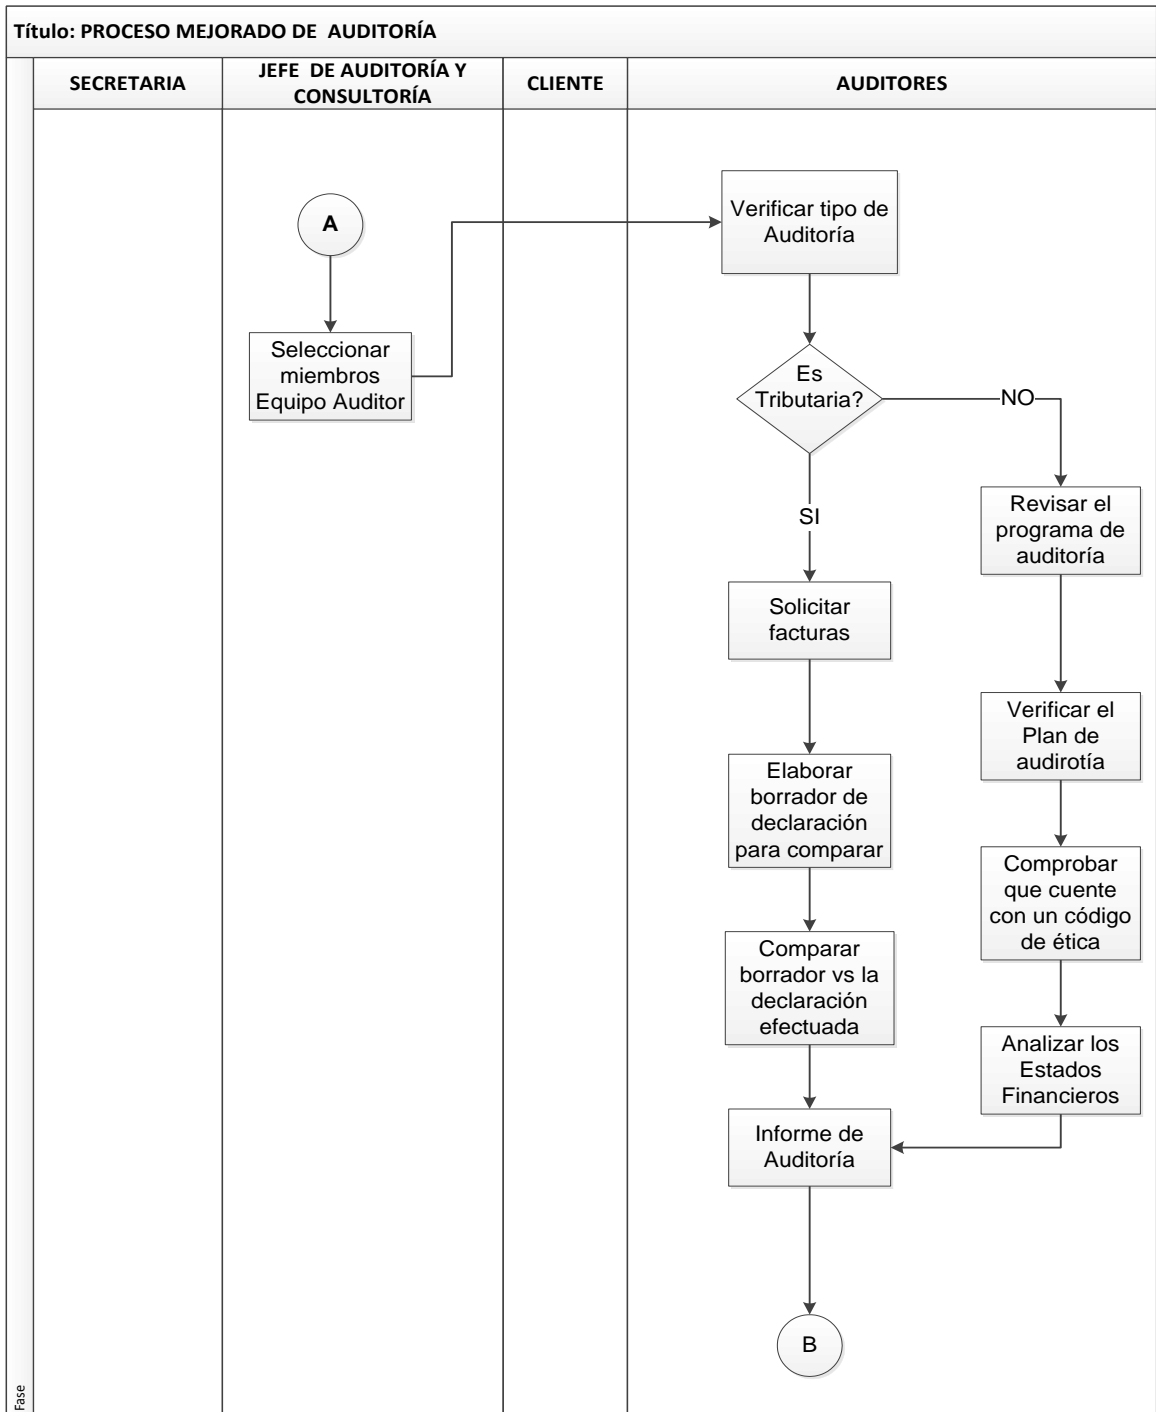 Título: PROCESO MEJORADO DE AUDITORÍA
SECRETARIA
JEFE DE AUDITORÍA Y
CONSULTORÍA
CLIENTE
AUDITORES
A
Seleccionar
miembros
Equipo Auditor
Verificar tipo de
Auditoría
Es
Tributaria?
NO
SI
Revisar el
programa de
auditoría
Solicitar
facturas
Verificar el
Plan de
audirotía
Elaborar
borrador de
declaración
para comparar
Comprobar
que cuente
con un código
de ética
Comparar
borrador vs la
declaración
efectuada
Analizar los
Estados
Financieros
Informe de
Auditoría
B
Fase